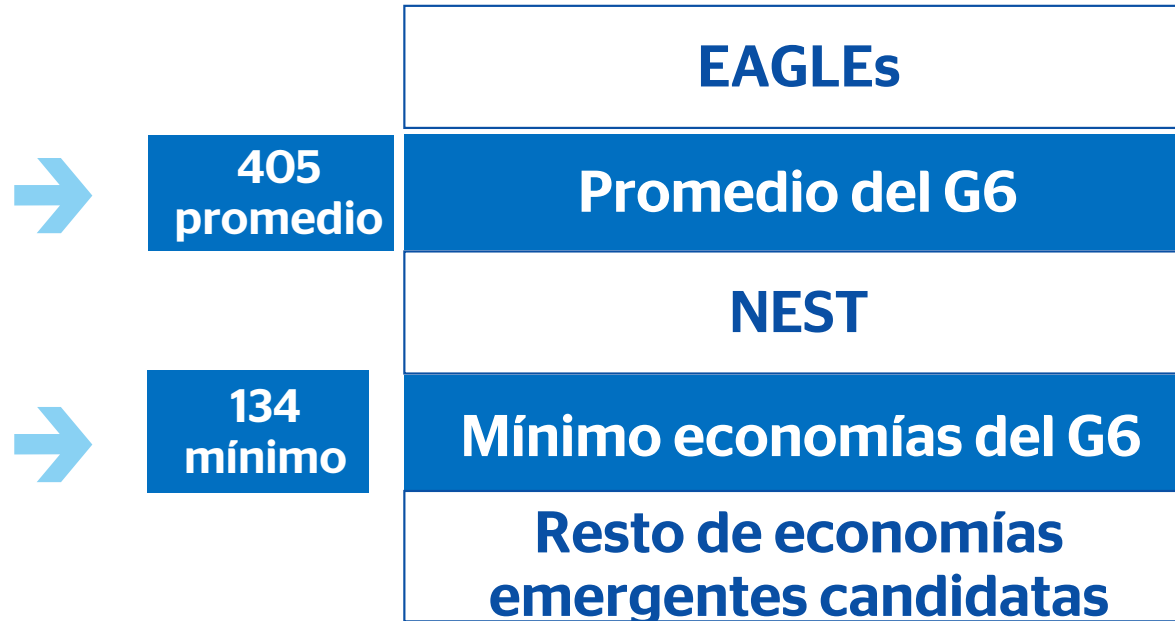 EAGLEs
405
promedio
Promedio del G6
NEST
134
mínimo
Mínimo economías del G6
Resto de economías
emergentes candidatas